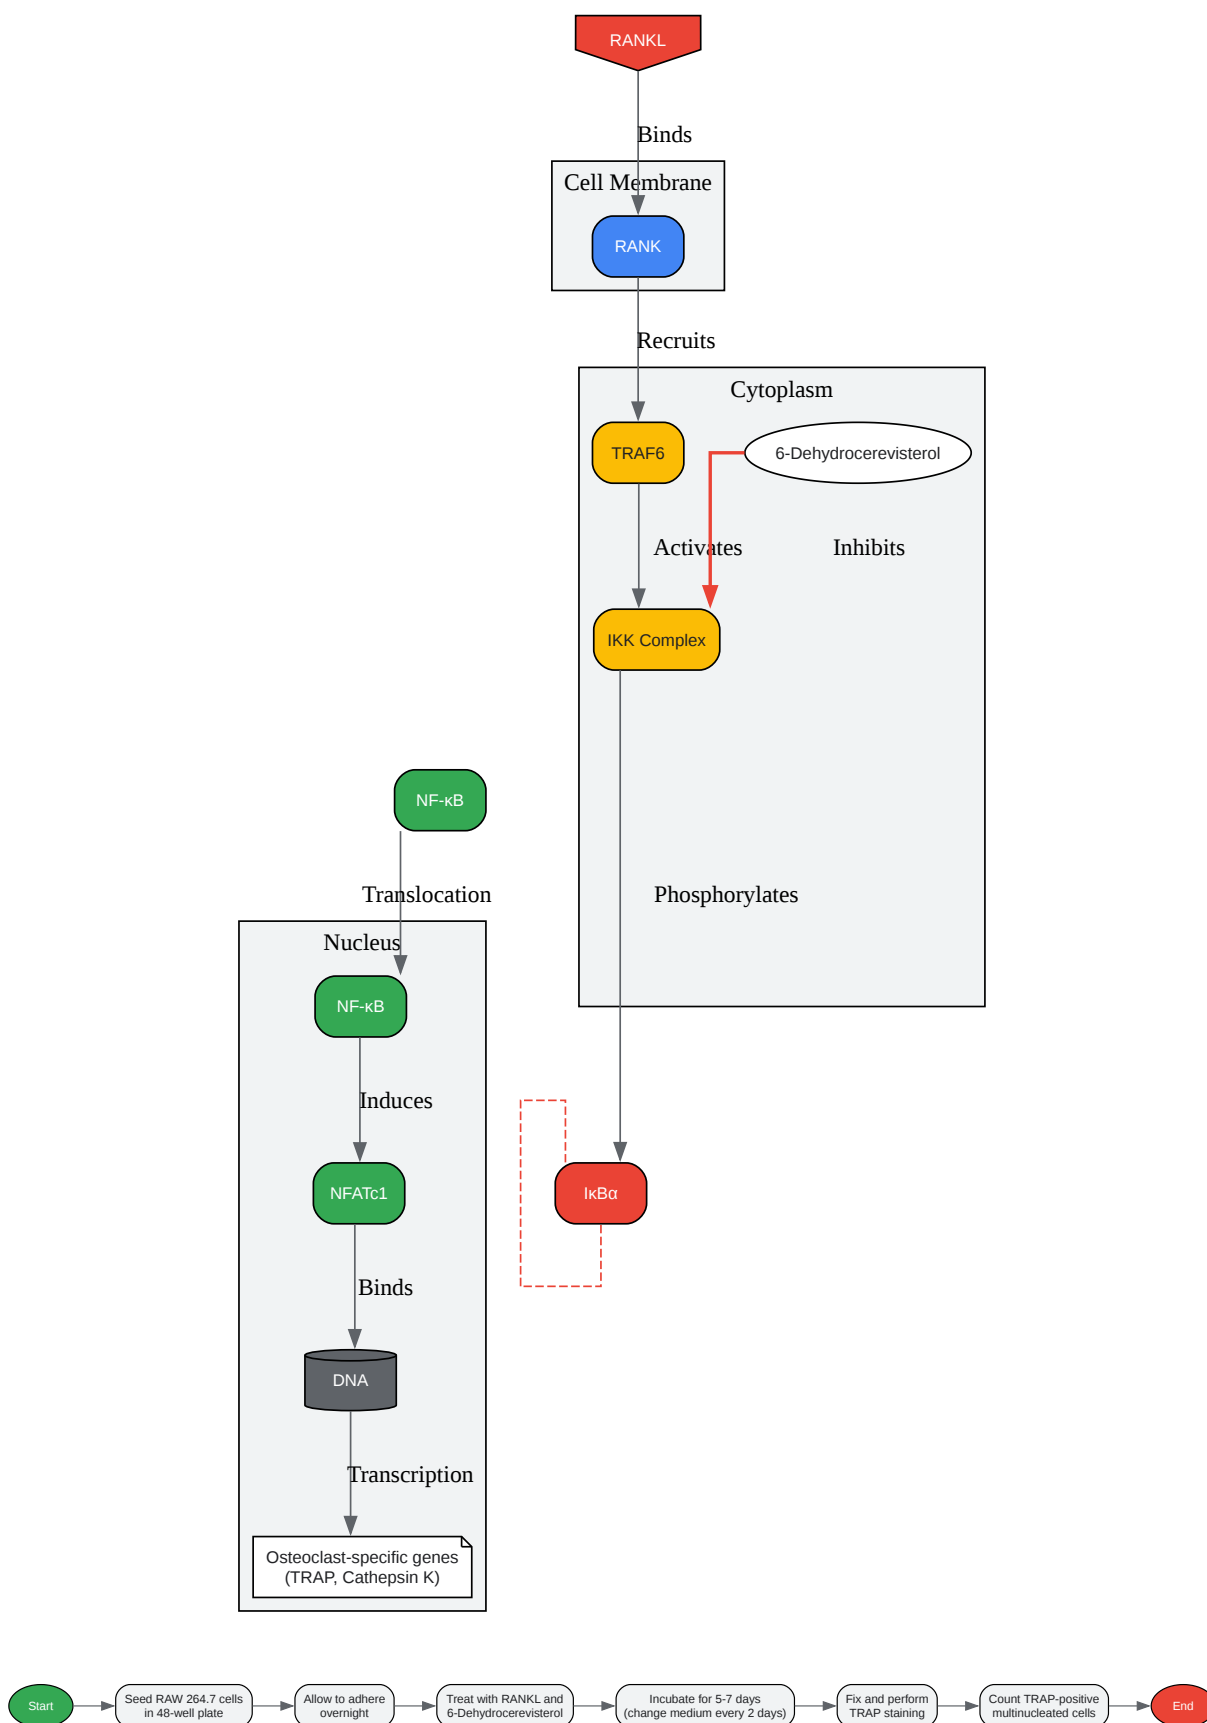 RANKL
Binds
Cell Membrane
RANK
Recruits
Cytoplasm
TRAF6
6-Dehydrocerevisterol
Activates
Inhibits
IKK Complex
NF-κB
Translocation
Phosphorylates
Nucleus
NF-κB
Induces
NFATc1
IκBα
Binds
DNA
Transcription
Osteoclast-specific genes
(TRAP, Cathepsin K)
Start
Seed RAW 264.7 cells
in 48-well plate
Allow to adhere
overnight
Treat with RANKL and
6-Dehydrocerevisterol
Incubate for 5-7 days
(change medium every 2 days)
Fix and perform
TRAP staining
Count TRAP-positive
multinucleated cells
End